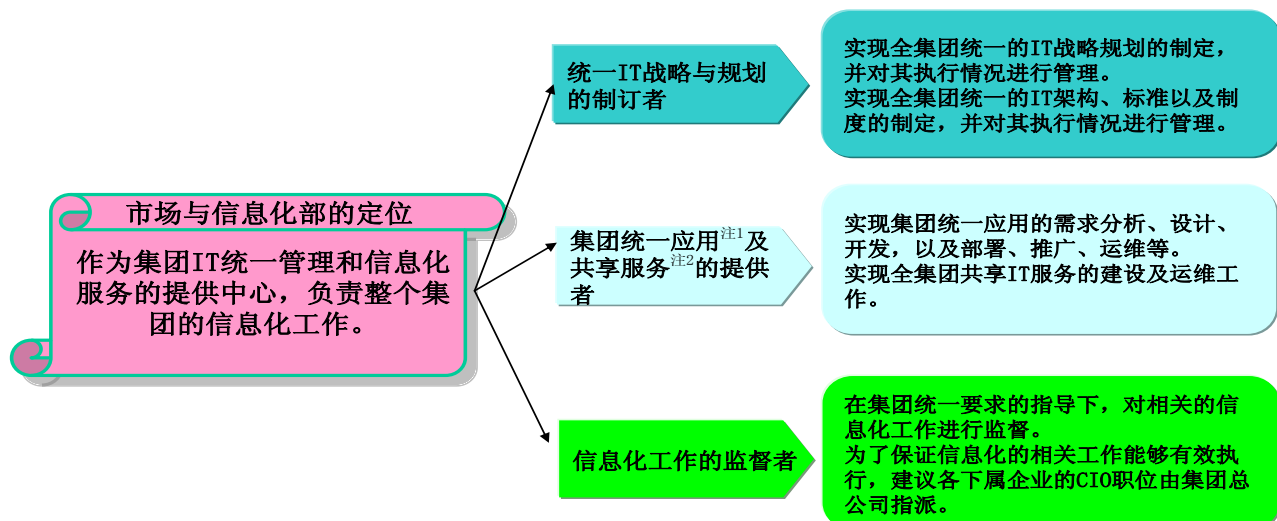 市场与信息化部的定位
作为集团IT统一管理和信息化
服务的提供中心，负责整个集
团的信息化工作。
统一IT战略与规划
的制订者
实现全集团统一的IT战略规划的制定，
并对其执行情况进行管理。
实现全集团统一的IT架构、标准以及制
度的制定，并对其执行情况进行管理。
集团统一应用注1及
共享服务注2的提供
者
实现集团统一应用的需求分析、设计、
开发，以及部署、推广、运维等。
实现全集团共享IT服务的建设及运维工
作。
信息化工作的监督者
在集团统一要求的指导下，对相关的信
息化工作进行监督。
为了保证信息化的相关工作能够有效执
行，建议各下属企业的CIO职位由集团总
公司指派。